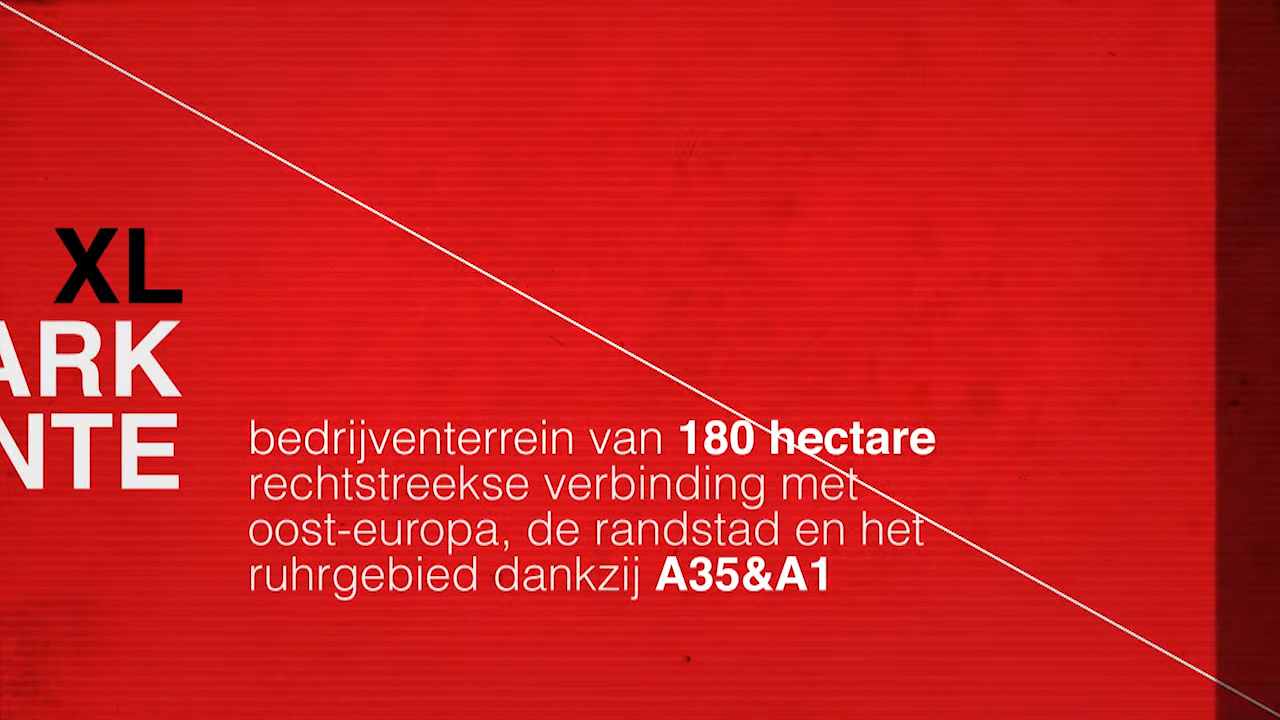 XL
ARK
NTE
bedrijventerrein van 180 hectare
rechtstreekse verbinding met
oost-europa, de randstad en het
ruhrgebied dankzij A35&A1